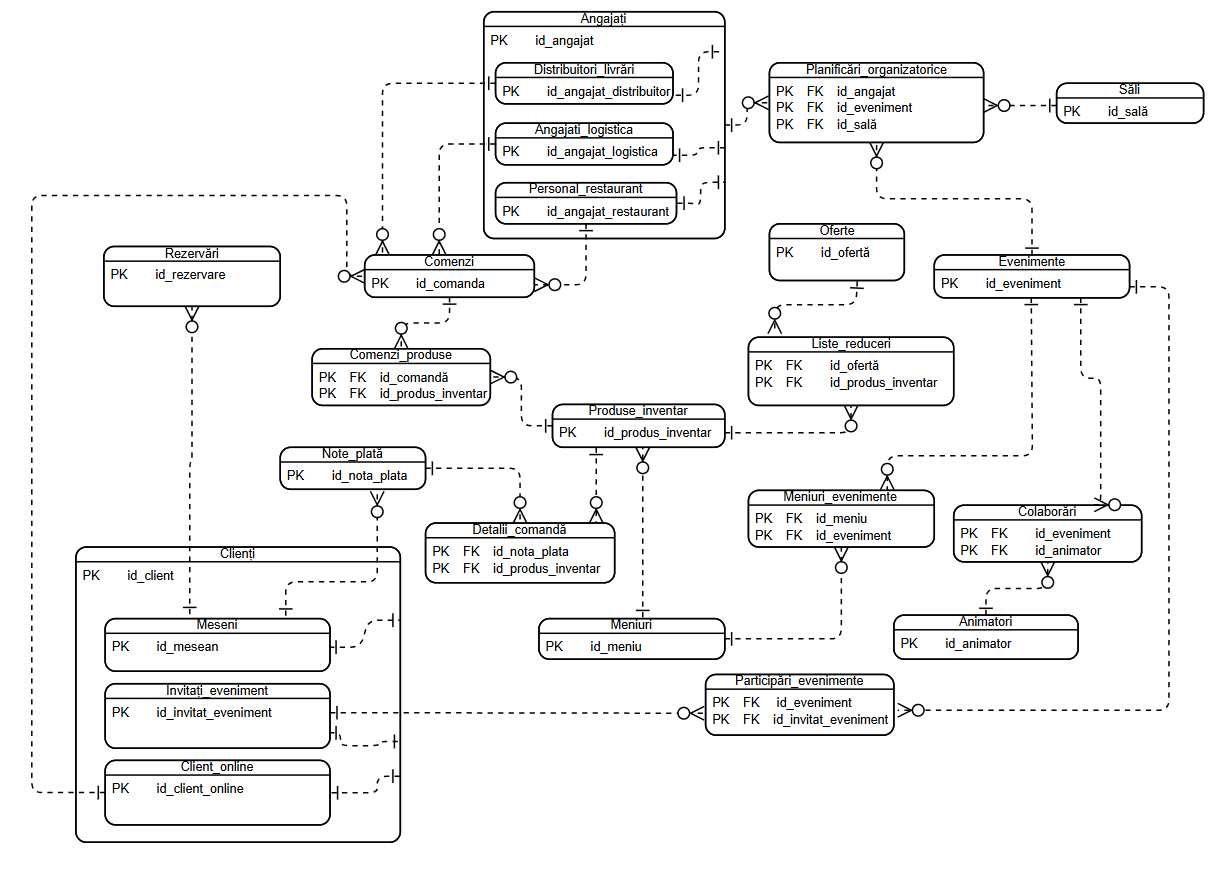 Angajați
PK id_angajat
Distribuitori_livrări
PK id_angajat_distribuitor
Angajati_logistica
PK id_angajat_logistica
Personal_restaurant
PK id_angajat_restaurant
Planificări_organizatorice
PK FK id_angajat
PK FK id_eveniment
PK FK id_sală
Săli
PK id_sală
Rezervări
PK id_rezervare
Comenzi
PK id_comanda
Oferte
PK id_ofertă
Evenimente
PK id_eveniment
Comenzi_produse
PK FK id_comandă
PK FK id_produs_inventar
Liste_reduceri
PK FK id_ofertă
PK FK id_produs_inventar
Produse_inventar
PK id_produs_inventar
Note_plată
PK id_nota_plata
Detalii_comandă
PK FK id_nota_plata
PK FK id_produs_inventar
Meniuri_evenimente
PK FK id_meniu
PK FK id_eveniment
Colaborări
PK FK id_eveniment
PK FK id_animator
Clienți
PK id_client
Meseni
PK id_mesean
Meniuri
PK id_meniu
Animatori
PK id_animator
Invitați_eveniment
PK id_invitat_eveniment
Participări_evenimente
PK FK id_eveniment
PK FK id_invitat_eveniment
Client_online
PK id_client_online